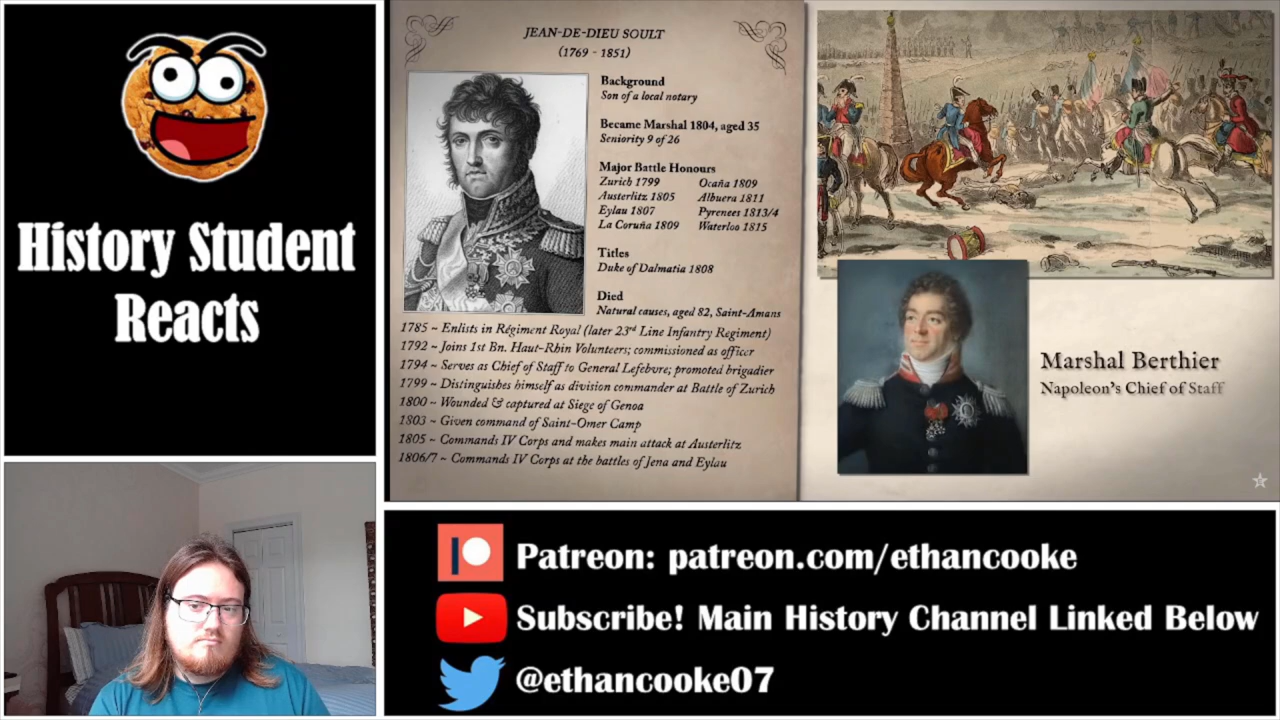 History Student
Reacts
JEAN-DE-DIEU SOULT
(1769 - 1851)
Background
Son of a local notary
Became Marshal 1804, aged 35
Seniority 9 of 26
Major Battle Honours
Zurich 1799
Ocaña 1809
Austerlitz 1805
Albuera 1811
Eylau 1807
Pyrenees 1813/4
La Coruña 1809
Waterloo 1815
Titles
Duke of Dalmatia 1808
Died
Natural causes, aged 82, Saint-Amans
1785 ~ Enlists in Régiment Royal (later 23rd Line Infantry Regiment)
1792 ~ Joins 1st Bn. Haut-Rhin Volunteers; commissioned as officer
1794 ~ Serves as Chief of Staff to General Lefebvre; promoted brigadier
1799 ~ Distinguishes himself as division commander at Battle of Zurich
1800 ~ Wounded & captured at Siege of Genoa
1803 ~ Given command of Saint-Omer Camp
1805 ~ Commands IV Corps and makes main attack at Austerlitz
1806/7 ~ Commands IV Corps at the battles of Jena and Eylau
Marshal Berthier
Napoleon's Chief of Staff
Patreon: patreon.com/ethancooke
Subscribe! Main History Channel Linked Below
@ethancooke07